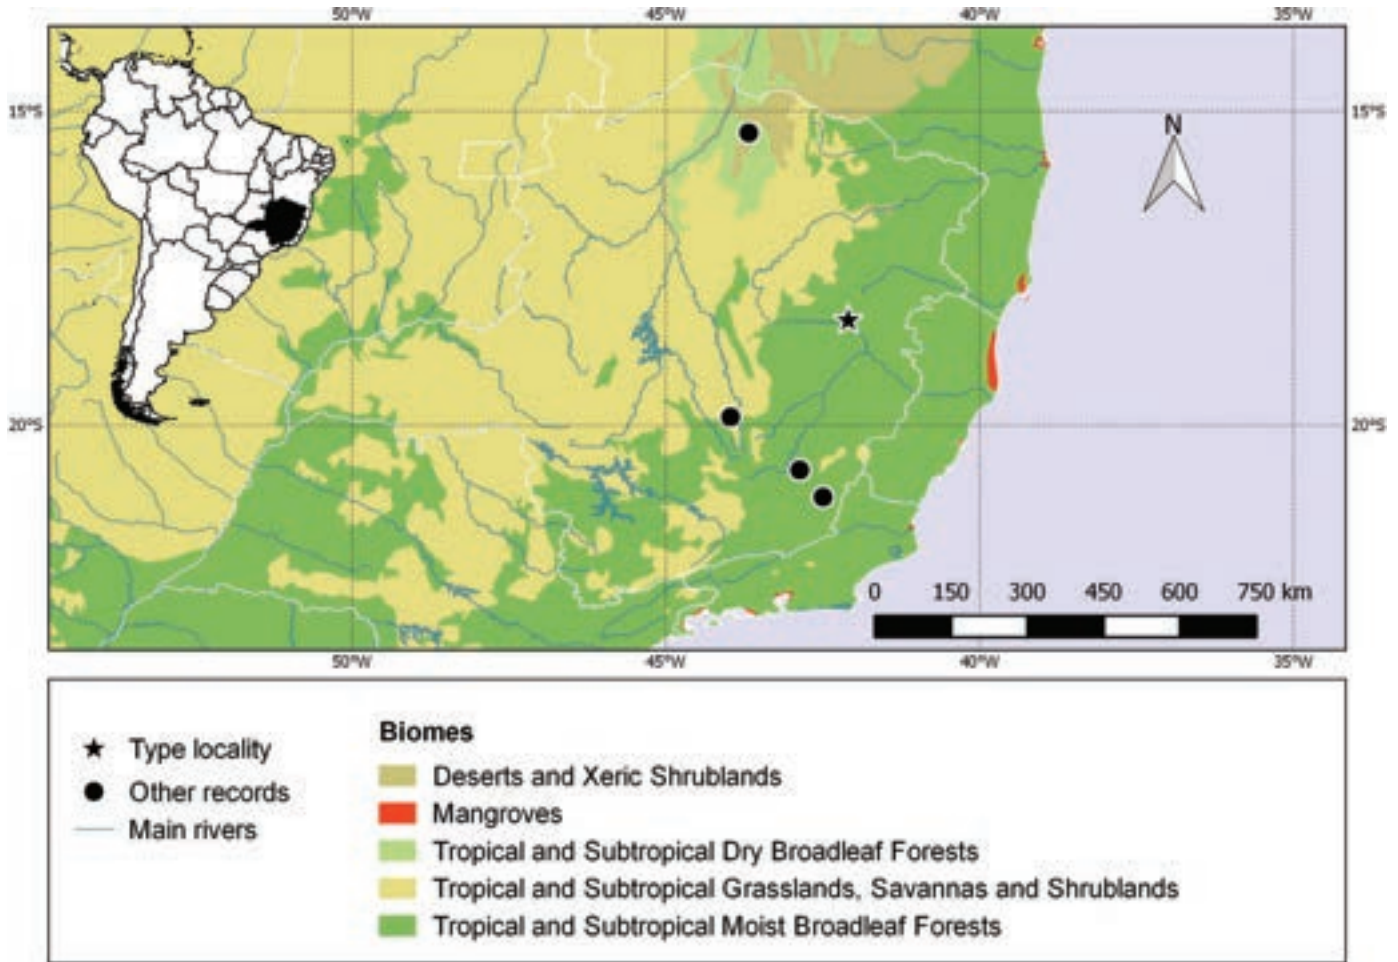 50°W 45°W 40°W 35°W
15°S 15°S
N
20°S 20°S
0 150 300 450 600 750 km
50°W 45°W 40°W 35°W
Biomes
★ Type locality
Deserts and Xeric Shrublands
● Other records
Mangroves
Main rivers
Tropical and Subtropical Dry Broadleaf Forests
Tropical and Subtropical Grasslands, Savannas and Shrublands
Tropical and Subtropical Moist Broadleaf Forests